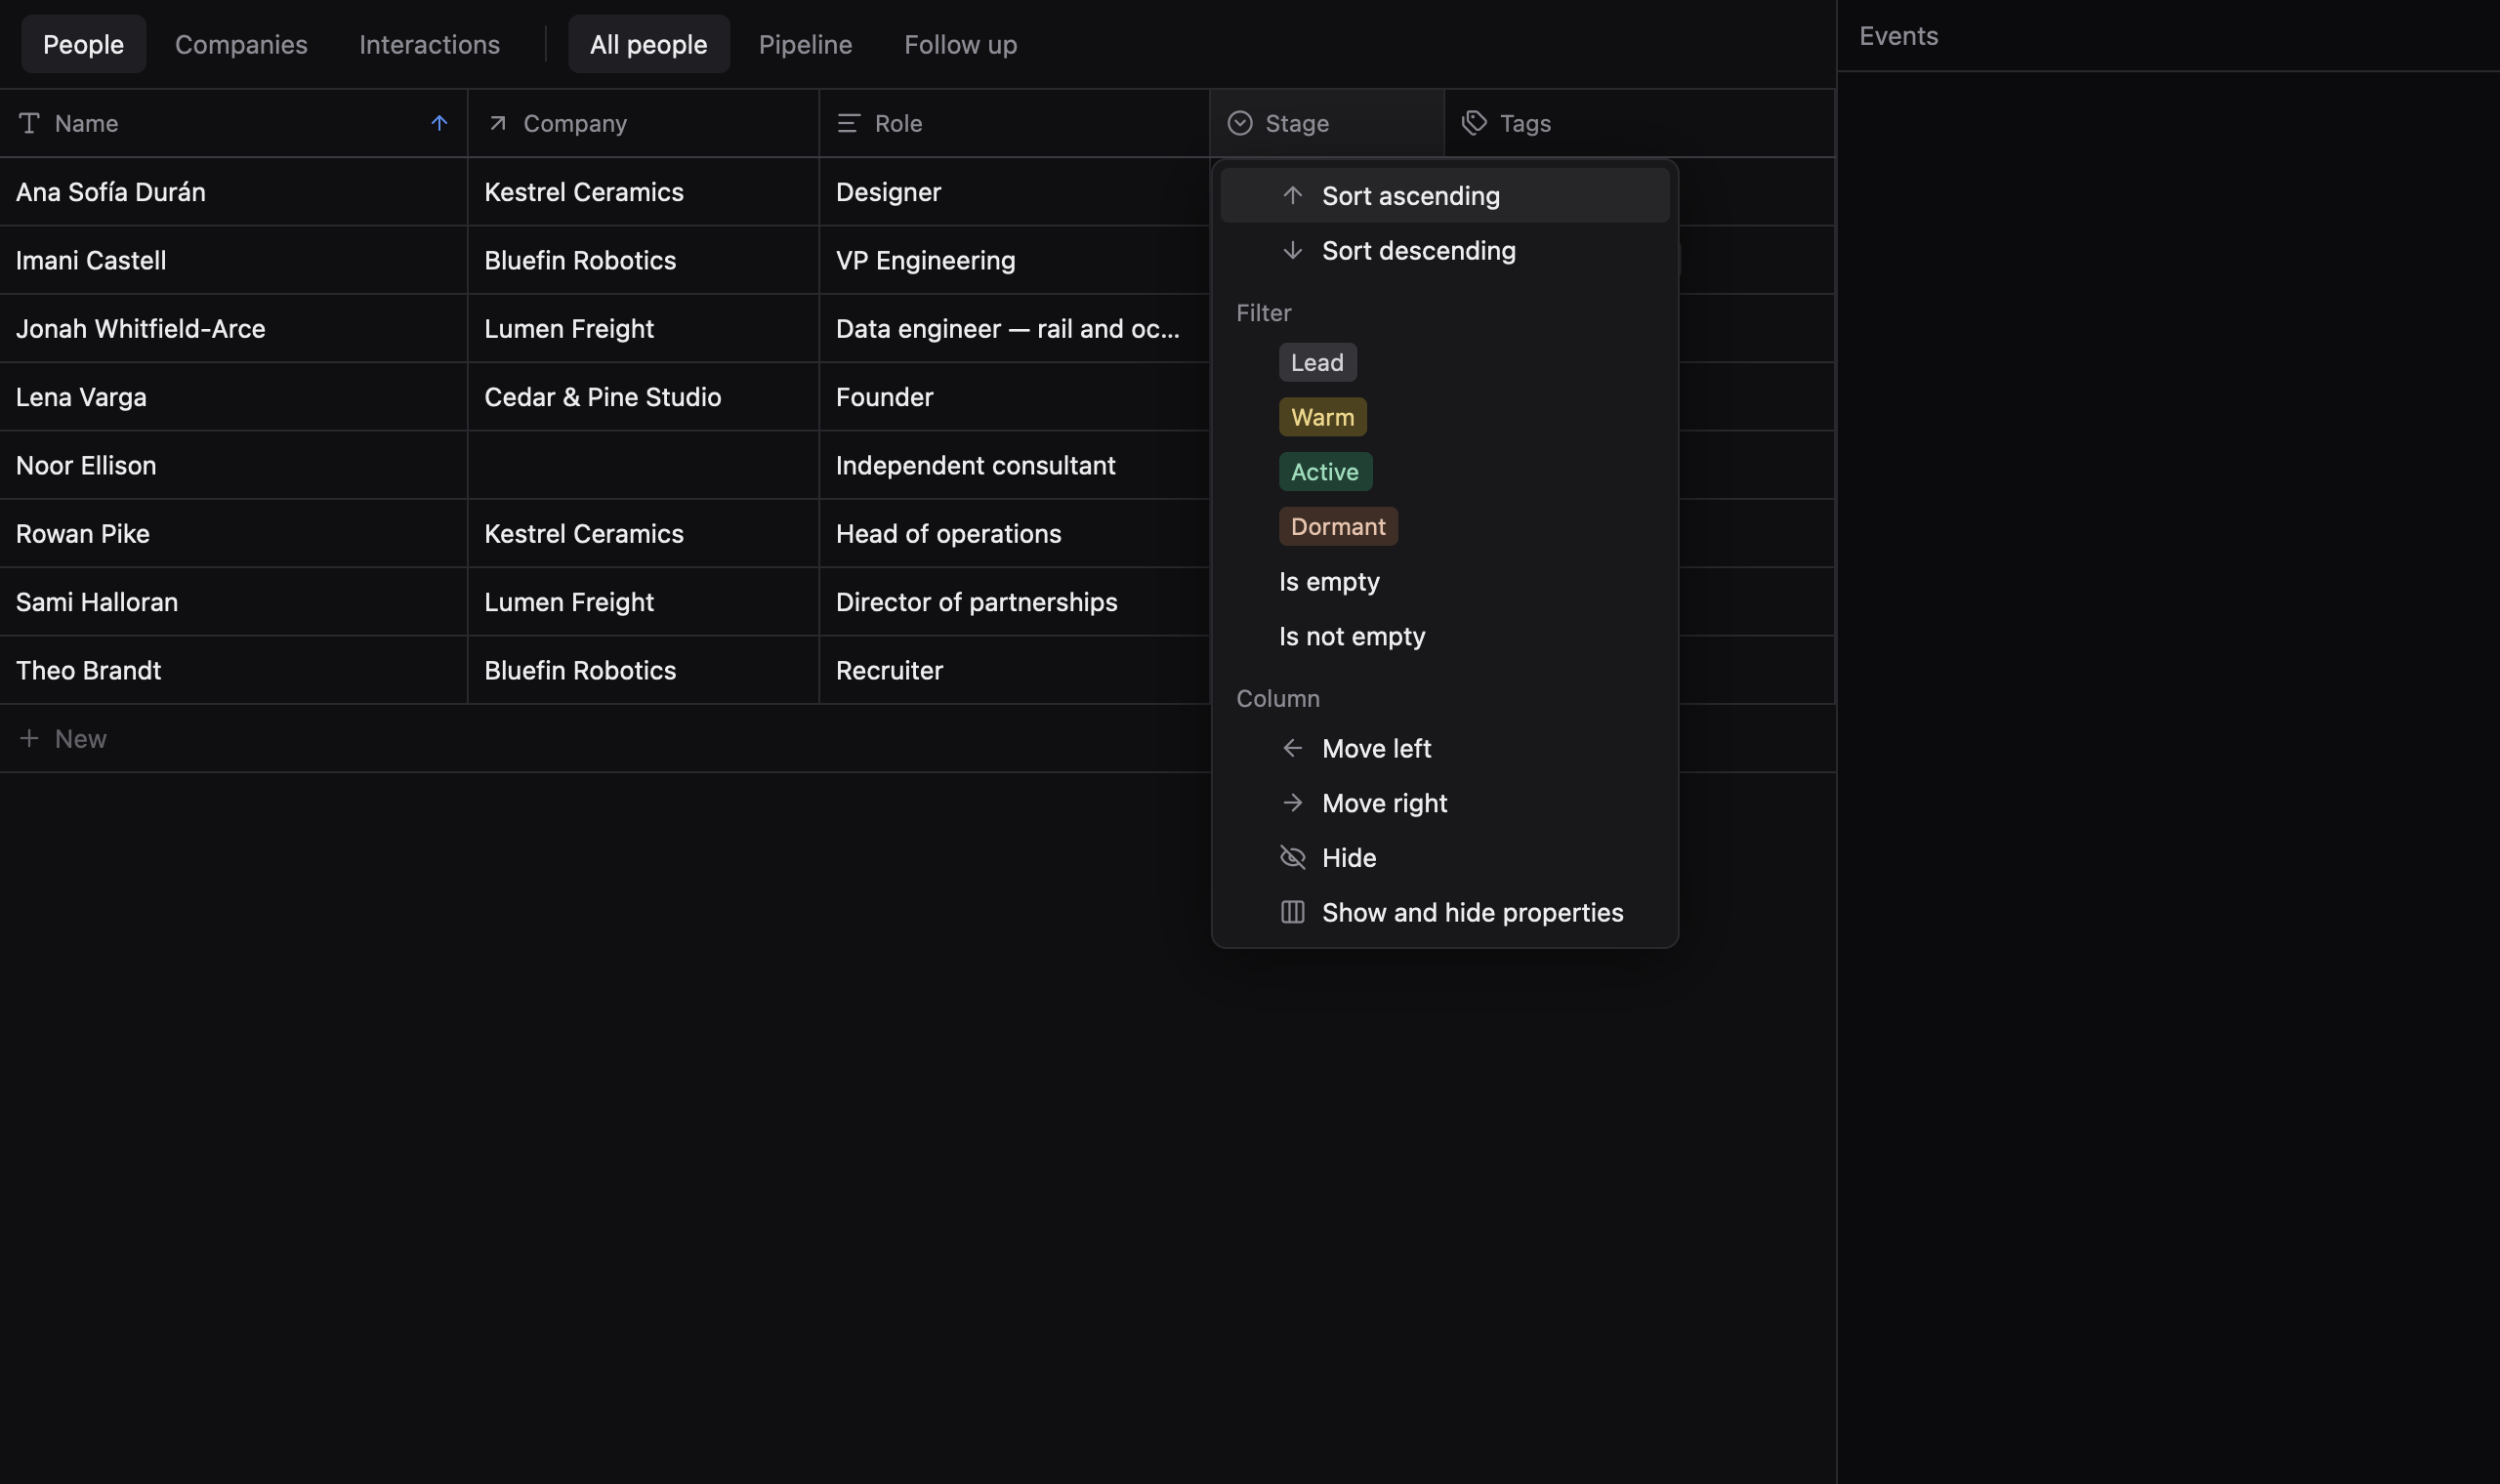 People Companies Interactions All people Pipeline Follow up
Events
Name Company Role Stage Tags
Ana Sofía Durán Kestrel Ceramics Designer
Imani Castell Bluefin Robotics VP Engineering
Jonah Whitfield-Arce Lumen Freight Data engineer — rail and oc...
Lena Varga Cedar & Pine Studio Founder
Noor Ellison Independent consultant
Rowan Pike Kestrel Ceramics Head of operations
Sami Halloran Lumen Freight Director of partnerships
Theo Brandt Bluefin Robotics Recruiter
New
Sort ascending
Sort descending
Filter
Lead
Warm
Active
Dormant
Is empty
Is not empty
Column
Move left
Move right
Hide
Show and hide properties